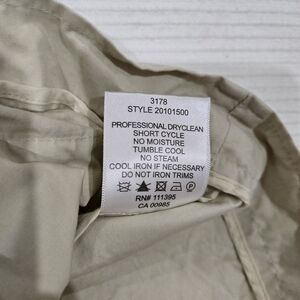 3178
STYLE 20101500
PROFESSIONAL DRYCLEAN
SHORT CYCLE
NO MOISTURE
TUMBLE COOL
NO STEAM
COOL IRON IF NECESSARY
DO NOT IRON TRIMS
RN# 111395
CA 00985